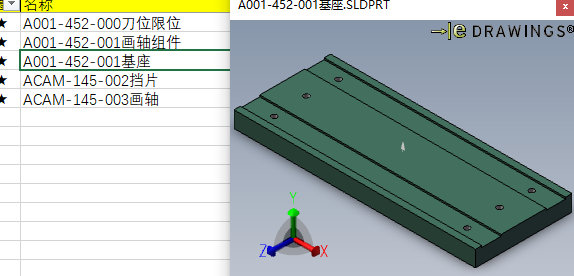 名称
A001-452-001基座.SLDPRT
x
e DRAWINGS®
★ A001-452-000刀位限位
★ A001-452-001画轴组件
★ A001-452-001基座
★ ACAM-145-002挡片
★ ACAM-145-003画轴
Y
Z
X